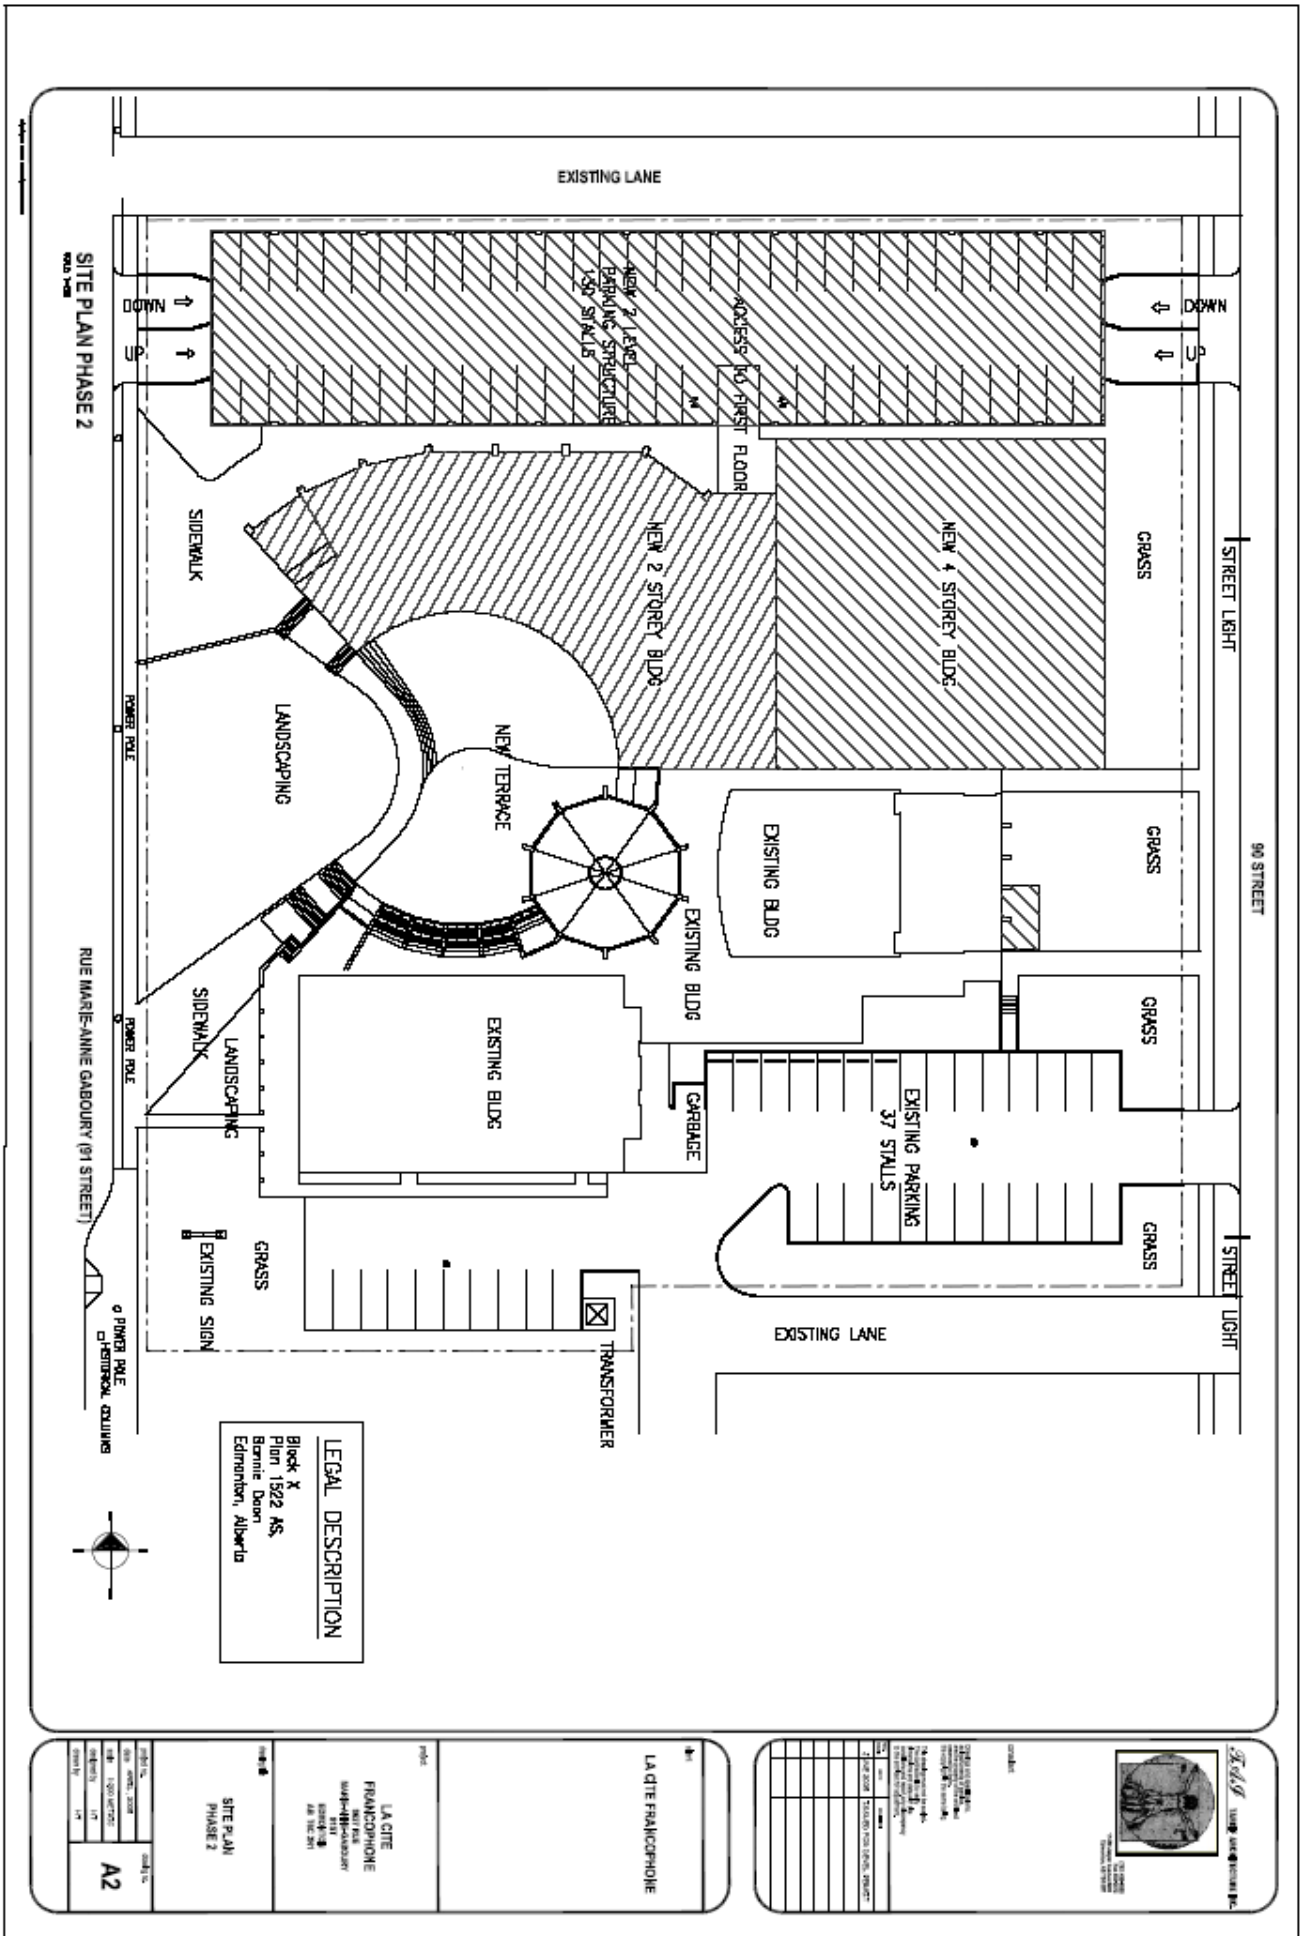 EXISTING LANE
DOWN
UP
DOWN
UP
NEW 2 LEVEL
PARKING STRUCTURE
150 STALLS
ACCESS TO FIRST FLOOR
SITE PLAN PHASE 2
SIDEWALK
NEW 2 STOREY BLDG
NEW 4 STOREY BLDG
GRASS
STREET LIGHT
POWER POLE
LANDSCAPING
NEW TERRACE
EXISTING BLDG
GRASS
90 STREET
EXISTING BLDG
RUE MARIE-ANNE GABOURY (91 STREET)
POWER POLE
SIDEWALK
LANDSCAPING
EXISTING BLDG
GARBAGE
EXISTING PARKING
37 STALLS
GRASS
GRASS
STREET LIGHT
GRASS
EXISTING SIGN
TRANSFORMER
EXISTING LANE
POWER POLE
HISTORICAL COLUMNS
LEGAL DESCRIPTION
Block X
Plan 1522 AS,
Bonnie Doon
Edmonton, Alberta
LA CITE FRANCOPHONE
LA CITE
FRANCOPHONE
SITE PLAN
PHASE 2
A2